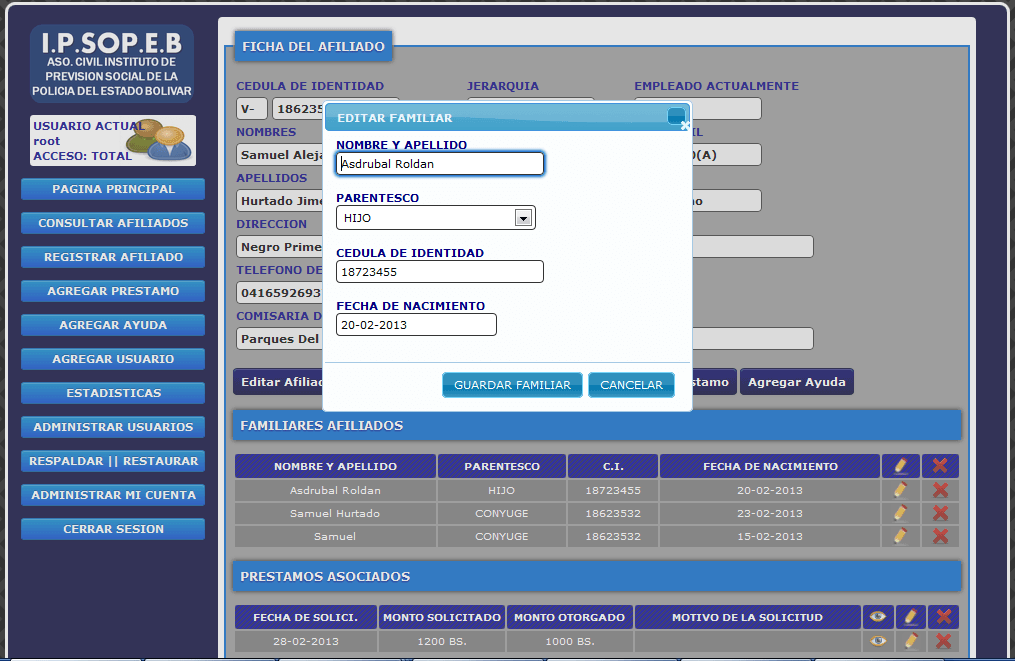 I.P.SOP.E.B
ASO. CIVIL INSTITUTO DE
PREVISION SOCIAL DE LA
POLICIA DEL ESTADO BOLIVAR
USUARIO ACTUAL
root
ACCESO: TOTAL
PAGINA PRINCIPAL
CONSULTAR AFILIADOS
REGISTRAR AFILIADO
AGREGAR PRESTAMO
AGREGAR AYUDA
AGREGAR USUARIO
ESTADISTICAS
ADMINISTRAR USUARIOS
RESPALDAR || RESTAURAR
ADMINISTRAR MI CUENTA
CERRAR SESION
FICHA DEL AFILIADO
CEDULA DE IDENTIDAD JERARQUIA EMPLEADO ACTUALMENTE
V- 186235
NOMBRES IL
Samuel Aleja O(A)
APELLIDOS
Hurtado Jime no
DIRECCION
Negro Prime
TELEFONO DE
0416592693
COMISARIA D
Parques Del
Editar Afiliad stamo Agregar Ayuda
EDITAR FAMILIAR
NOMBRE Y APELLIDO
Asdrubal Roldan
PARENTESCO
HIJO
CEDULA DE IDENTIDAD
18723455
FECHA DE NACIMIENTO
20-02-2013
GUARDAR FAMILIAR CANCELAR
FAMILIARES AFILIADOS
NOMBRE Y APELLIDO PARENTESCO C.I. FECHA DE NACIMIENTO
Asdrubal Roldan HIJO 18723455 20-02-2013
Samuel Hurtado CONYUGE 18623532 23-02-2013
Samuel CONYUGE 18623532 15-02-2013
PRESTAMOS ASOCIADOS
FECHA DE SOLICI. MONTO SOLICITADO MONTO OTORGADO MOTIVO DE LA SOLICITUD
28-02-2013 1200 BS. 1000 BS.